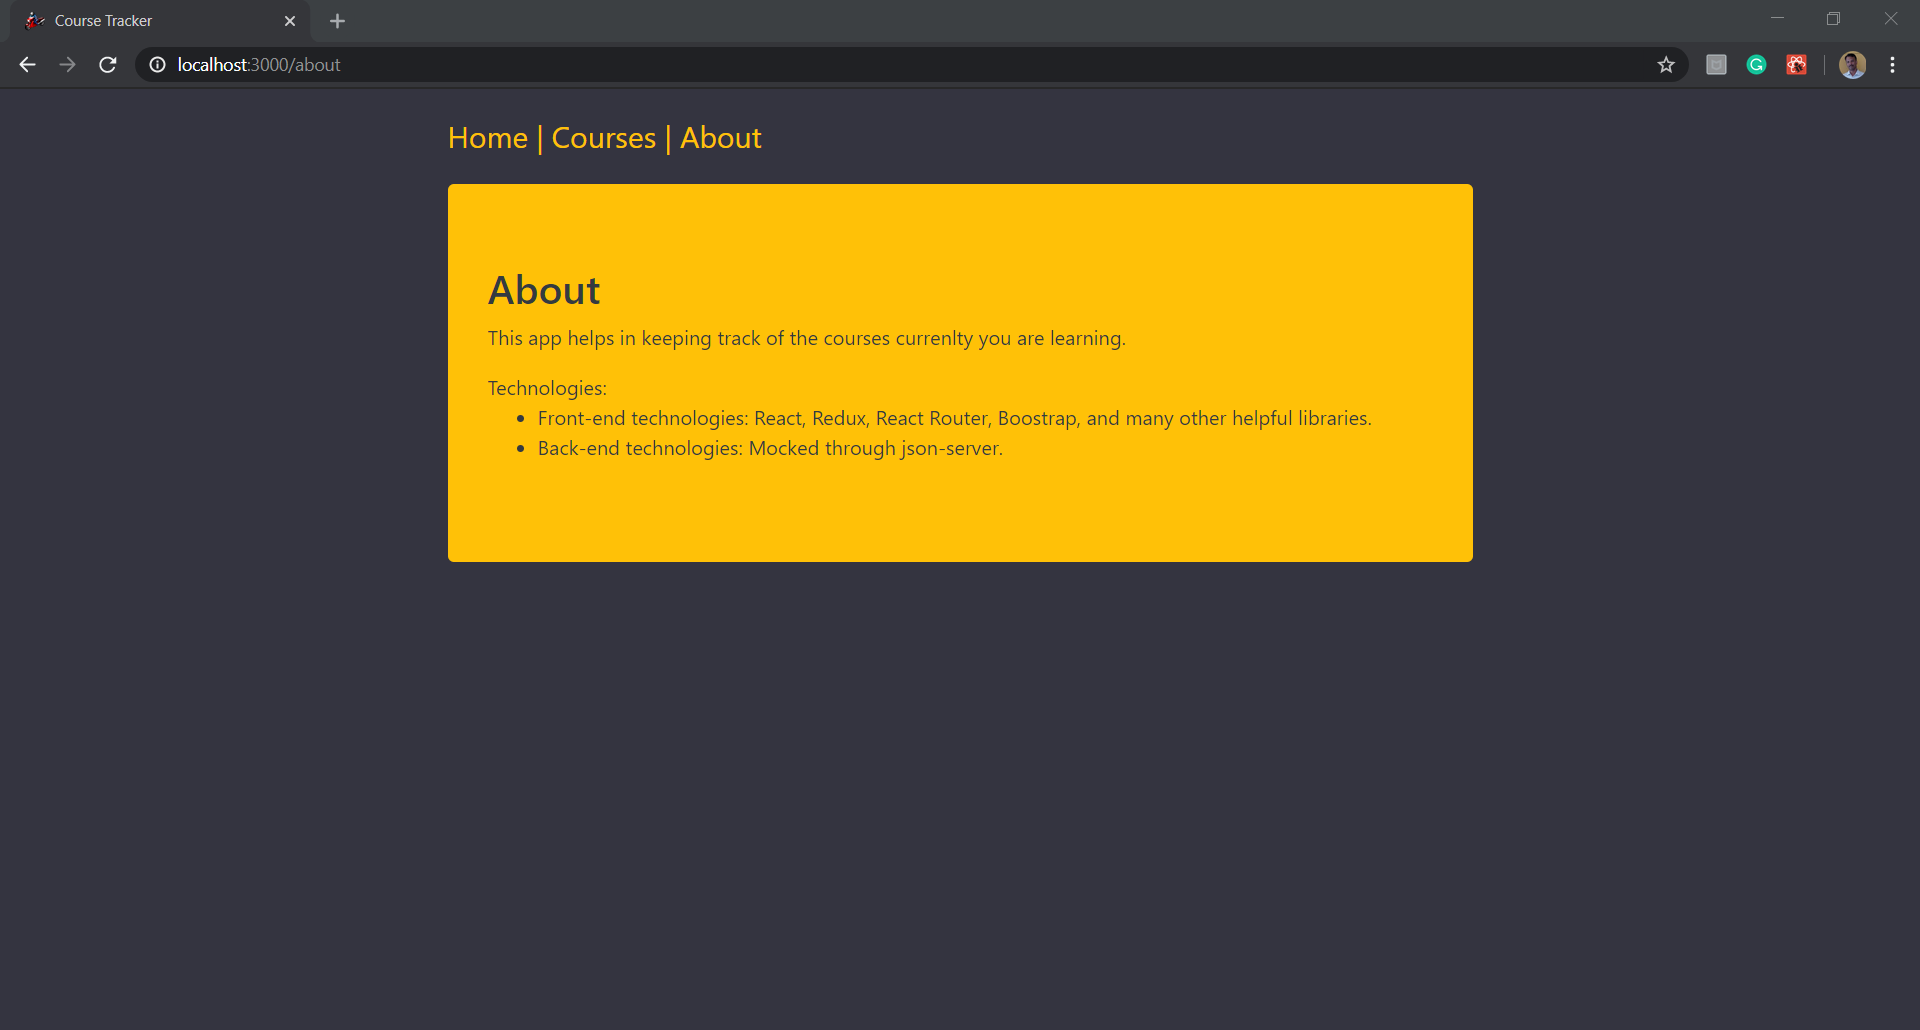 Course Tracker
localhost:3000/about
Home | Courses | About
About
This app helps in keeping track of the courses currenlty you are learning.
Technologies:
• Front-end technologies: React, Redux, React Router, Boostrap, and many other helpful libraries.
• Back-end technologies: Mocked through json-server.